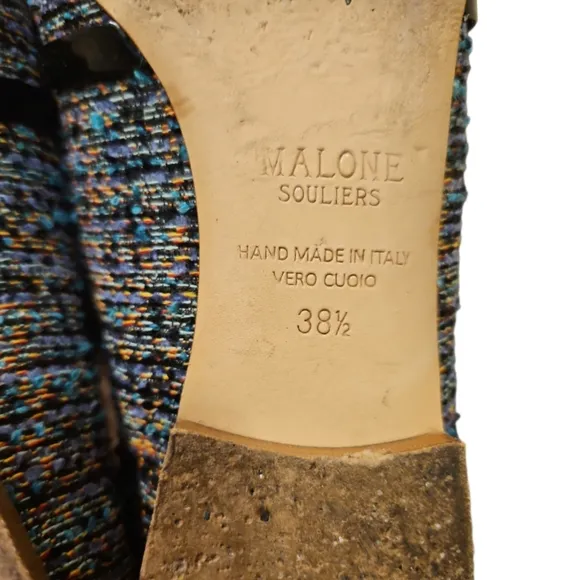 MALONE
SOULIERS
HAND MADE IN ITALY
VERO CUOIO
38½